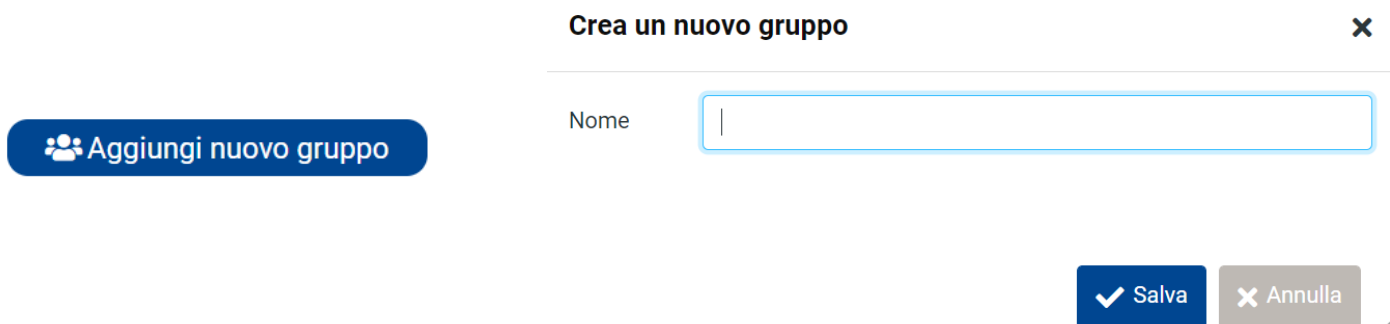 Crea un nuovo gruppo
Nome
Aggiungi nuovo gruppo
Salva
Annulla